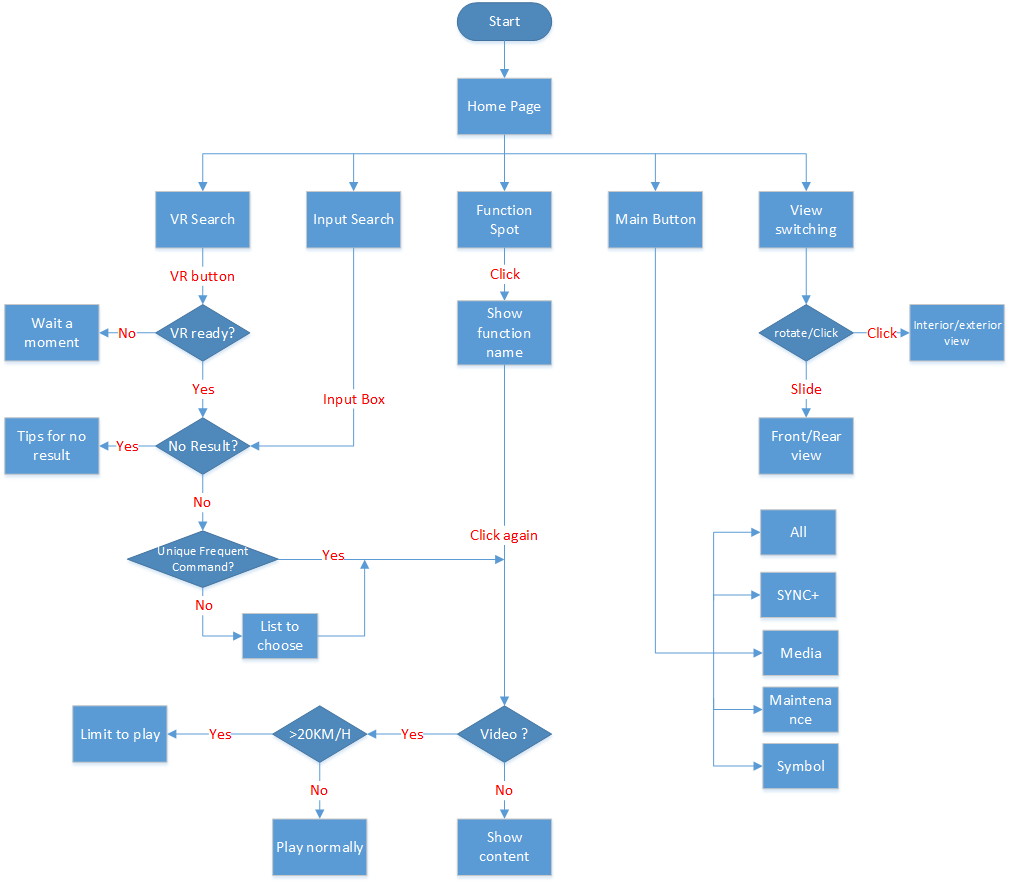 Start
Home Page
VR Search
Input Search
Function
Spot
Main Button
View
switching
VR button
Click
Wait a
moment
No
VR ready?
Show
function
name
rotate/Click
Click
Interior/exterior
view
Yes
Input Box
Slide
Tips for no
result
Yes
No Result?
Front/Rear
view
No
Click again
All
Unique Frequent
Command?
Yes
No
SYNC+
List to
choose
Media
Maintena
nce
Limit to play
Yes
>20KM/H
Yes
Video ?
Symbol
No
No
Play normally
Show
content